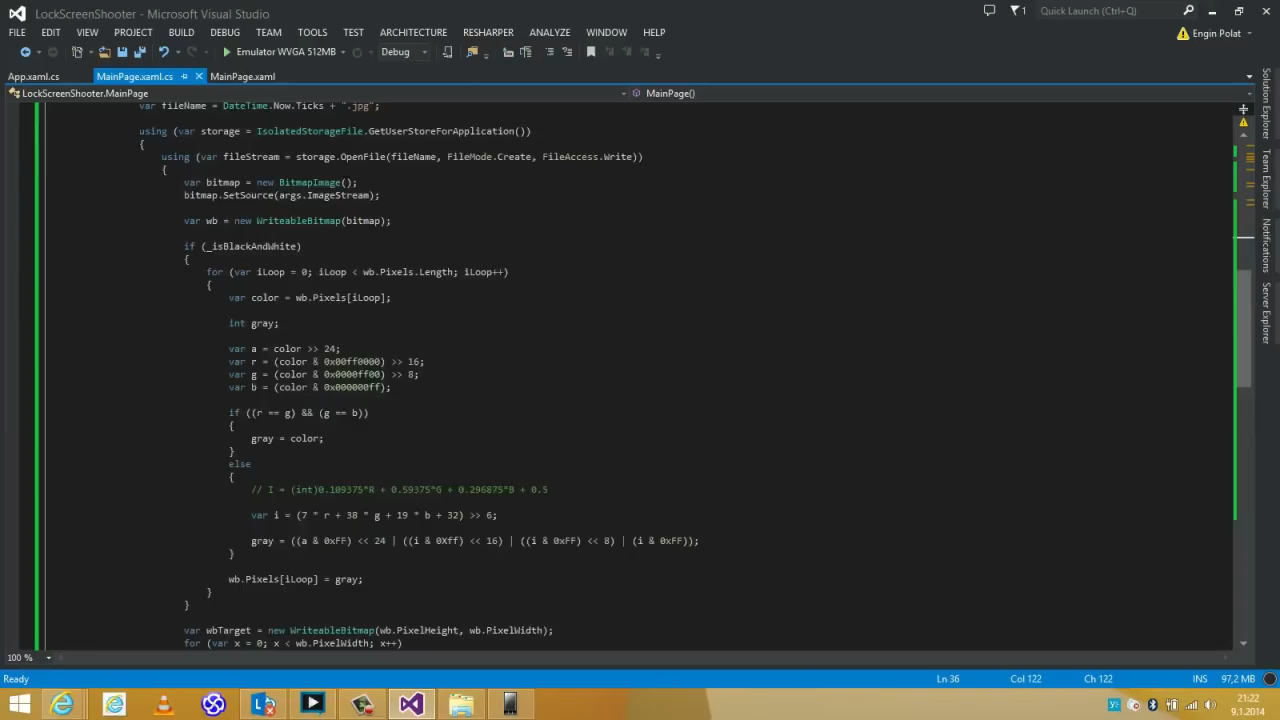 LockScreenShooter - Microsoft Visual Studio
Quick Launch (Ctrl+Q)
FILE EDIT VIEW PROJECT BUILD DEBUG TEAM TOOLS TEST ARCHITECTURE RESHARPER ANALYZE WINDOW HELP
Engin Polat
Emulator WVGA 512MB Debug
App.xaml.cs MainPage.xaml.cs MainPage.xaml
LockScreenShooter.MainPage MainPage()
var fileName = DateTime.Now.Ticks + ".jpg";
using (var storage = IsolatedStorageFile.GetUserStoreForApplication())
{
using (var fileStream = storage.OpenFile(fileName, FileMode.Create, FileAccess.Write))
{
var bitmap = new BitmapImage();
bitmap.SetSource(args.ImageStream);
var wb = new WriteableBitmap(bitmap);
if (_isBlackAndWhite)
{
for (var iLoop = 0; iLoop < wb.Pixels.Length; iLoop++)
{
var color = wb.Pixels[iLoop];
int gray;
var a = color >> 24;
var r = (color & 0x00ff0000) >> 16;
var g = (color & 0x0000ff00) >> 8;
var b = (color & 0x000000ff);
if ((r == g) && (g == b))
{
gray = color;
}
else
{
// I = (int)0.109375*R + 0.59375*G + 0.296875*B + 0.5
var i = (7 * r + 38 * g + 19 * b + 32) >> 6;
gray = ((a & 0xFF) << 24 | ((i & 0Xff) << 16) | ((i & 0xFF) << 8) | (i & 0xFF));
}
wb.Pixels[iLoop] = gray;
}
}
var wbTarget = new WriteableBitmap(wb.PixelHeight, wb.PixelWidth);
for (var x = 0; x < wb.PixelWidth; x++)
Solution Explorer
Team Explorer
Notifications
Server Explorer
100 %
Ready Ln 36 Col 122 Ch 122 INS 97,2 MB
21:22
9.1.2014